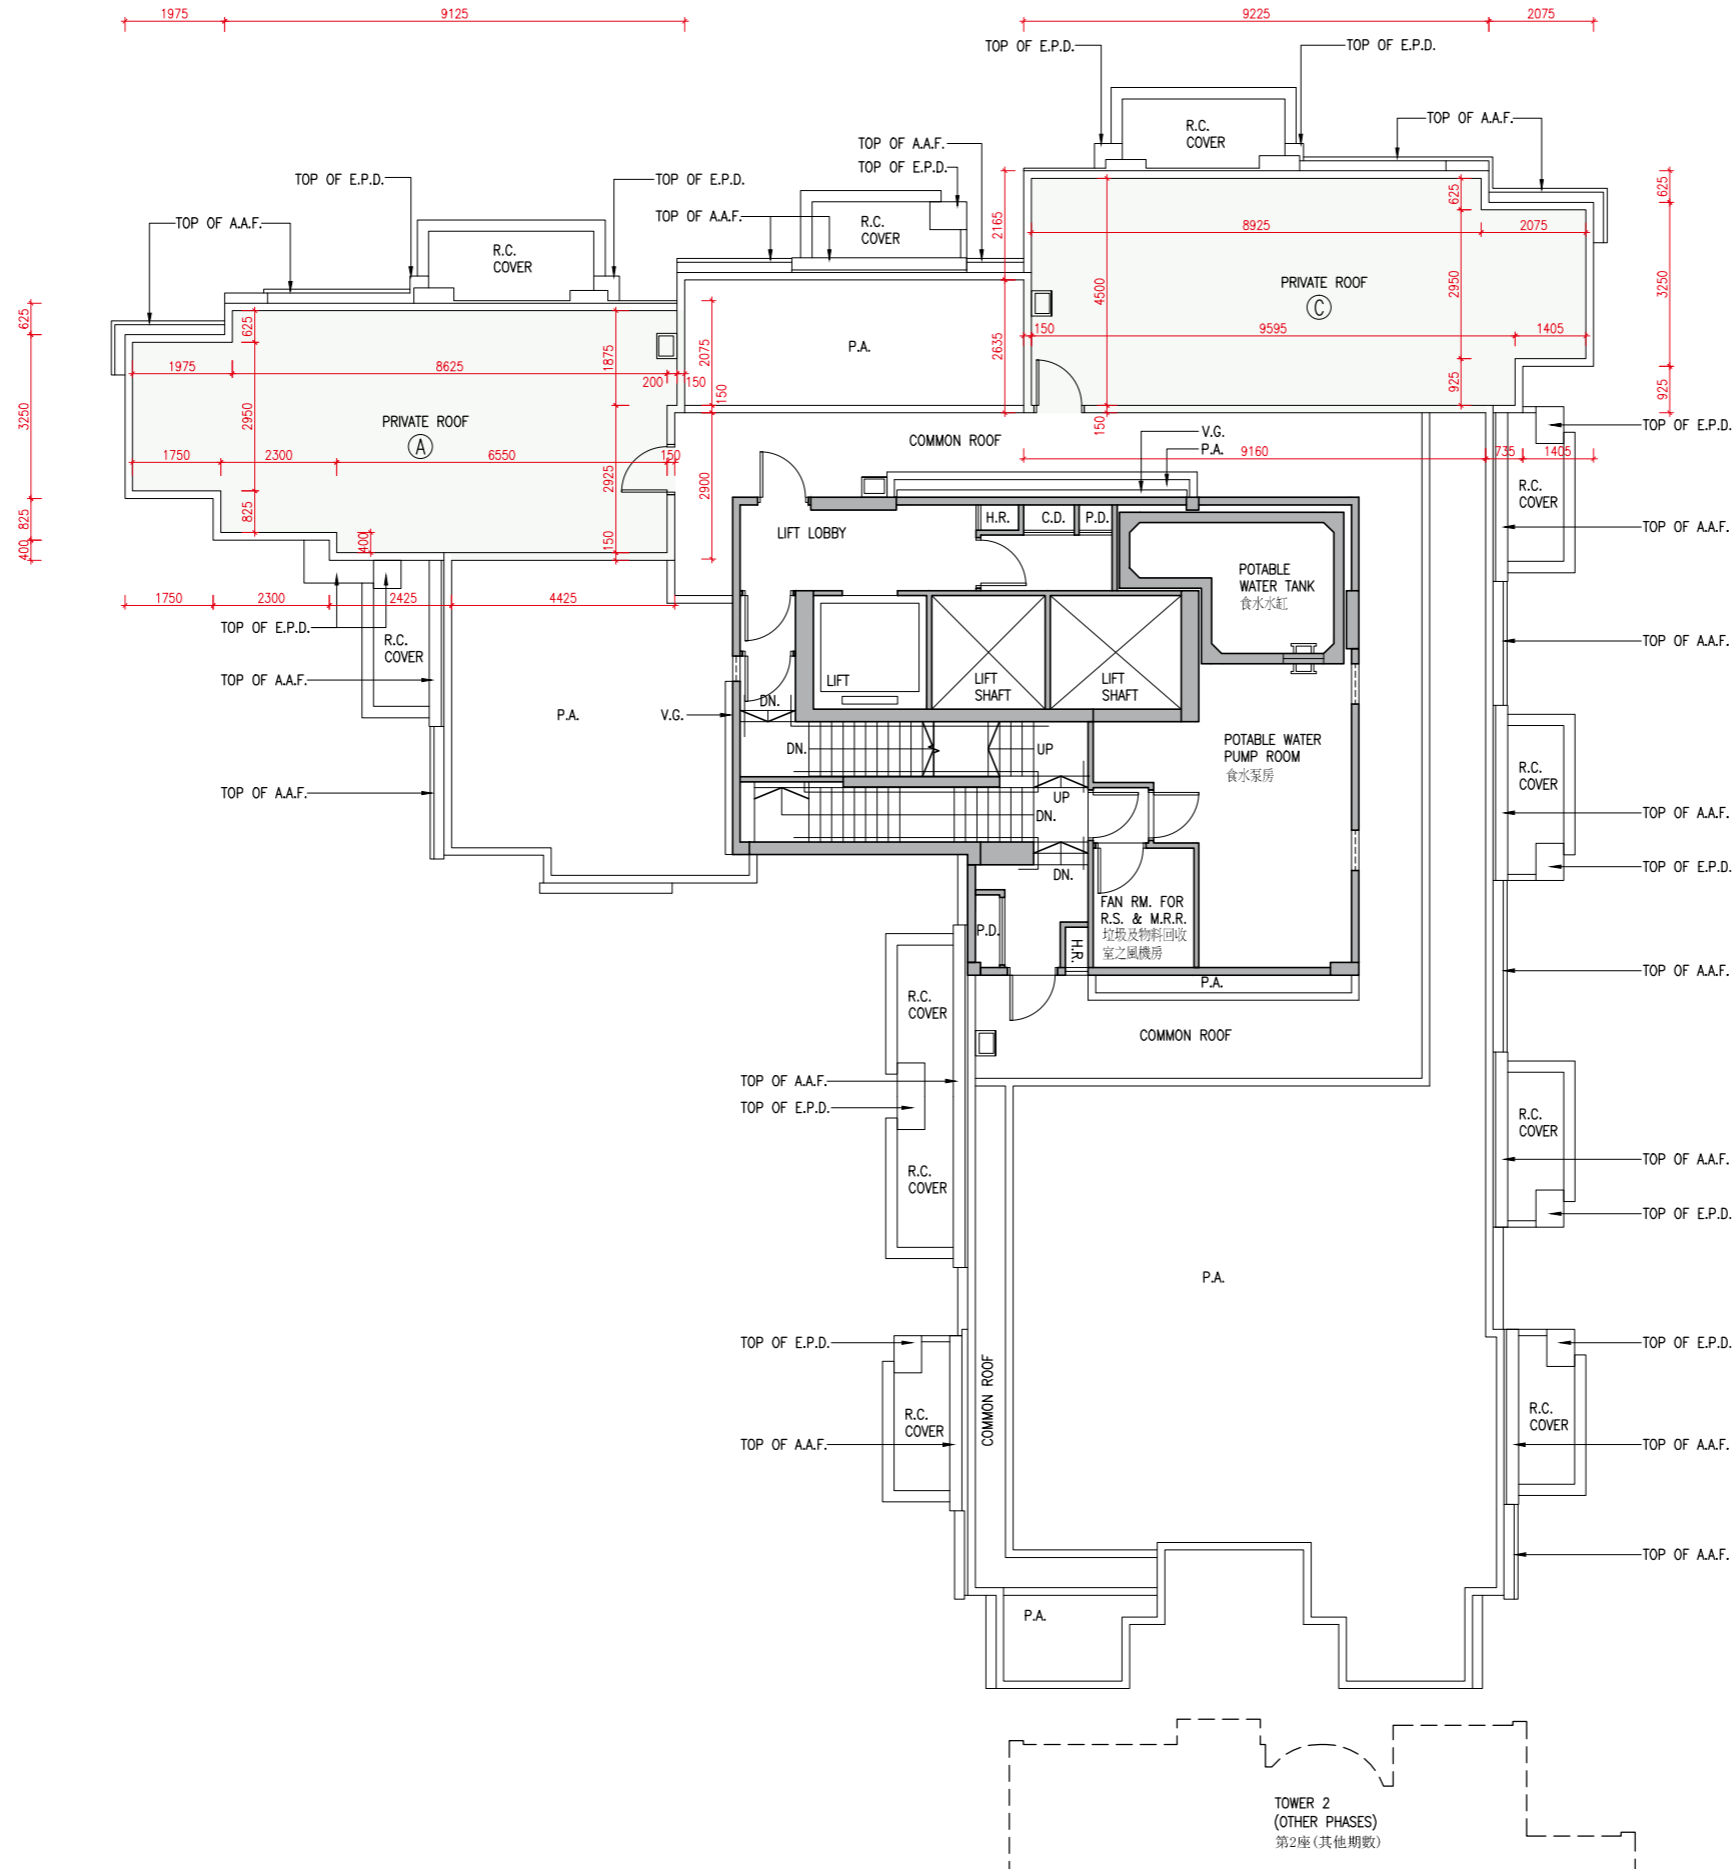 1975
9125
9225
2075
TOP OF E.P.D.
TOP OF E.P.D.
R.C.
COVER
TOP OF A.A.F.
TOP OF A.A.F.
TOP OF E.P.D.
TOP OF E.P.D.
TOP OF E.P.D.
TOP OF A.A.F.
TOP OF A.A.F.
R.C.
COVER
R.C.
COVER
2165
625
625
8925
2075
4500
2950
3250
PRIVATE ROOF
C
625
625
1875
2075
2635
150
9595
1405
P.A.
1975
8625
200
150
150
925
925
3250
2950
PRIVATE ROOF
A
150
COMMON ROOF
V.G.
P.A.
TOP OF E.P.D.
1750
2300
6550
150
2925
2900
9160
735
1405
825
825
400
400
150
LIFT LOBBY
H.R.
C.D.
P.D.
R.C.
COVER
TOP OF A.A.F.
POTABLE
WATER TANK
食水水缸
1750
2300
2425
4425
TOP OF E.P.D.
R.C.
COVER
TOP OF A.A.F.
TOP OF A.A.F.
LIFT
LIFT
SHAFT
LIFT
SHAFT
P.A.
V.G.
DN.
DN.
UP
POTABLE WATER
PUMP ROOM
食水泵房
R.C.
COVER
TOP OF A.A.F.
UP
DN.
TOP OF A.A.F.
DN.
TOP OF E.P.D.
FAN RM. FOR
R.S. & M.R.R.
垃圾及物料回收
室之風機房
P.D.
H.R.
TOP OF A.A.F.
P.A.
R.C.
COVER
COMMON ROOF
TOP OF A.A.F.
TOP OF E.P.D.
R.C.
COVER
R.C.
COVER
TOP OF A.A.F.
TOP OF E.P.D.
P.A.
TOP OF E.P.D.
TOP OF E.P.D.
COMMON ROOF
R.C.
COVER
R.C.
COVER
TOP OF A.A.F.
TOP OF A.A.F.
TOP OF A.A.F.
P.A.
TOWER 2
(OTHER PHASES)
第2座(其他期數)